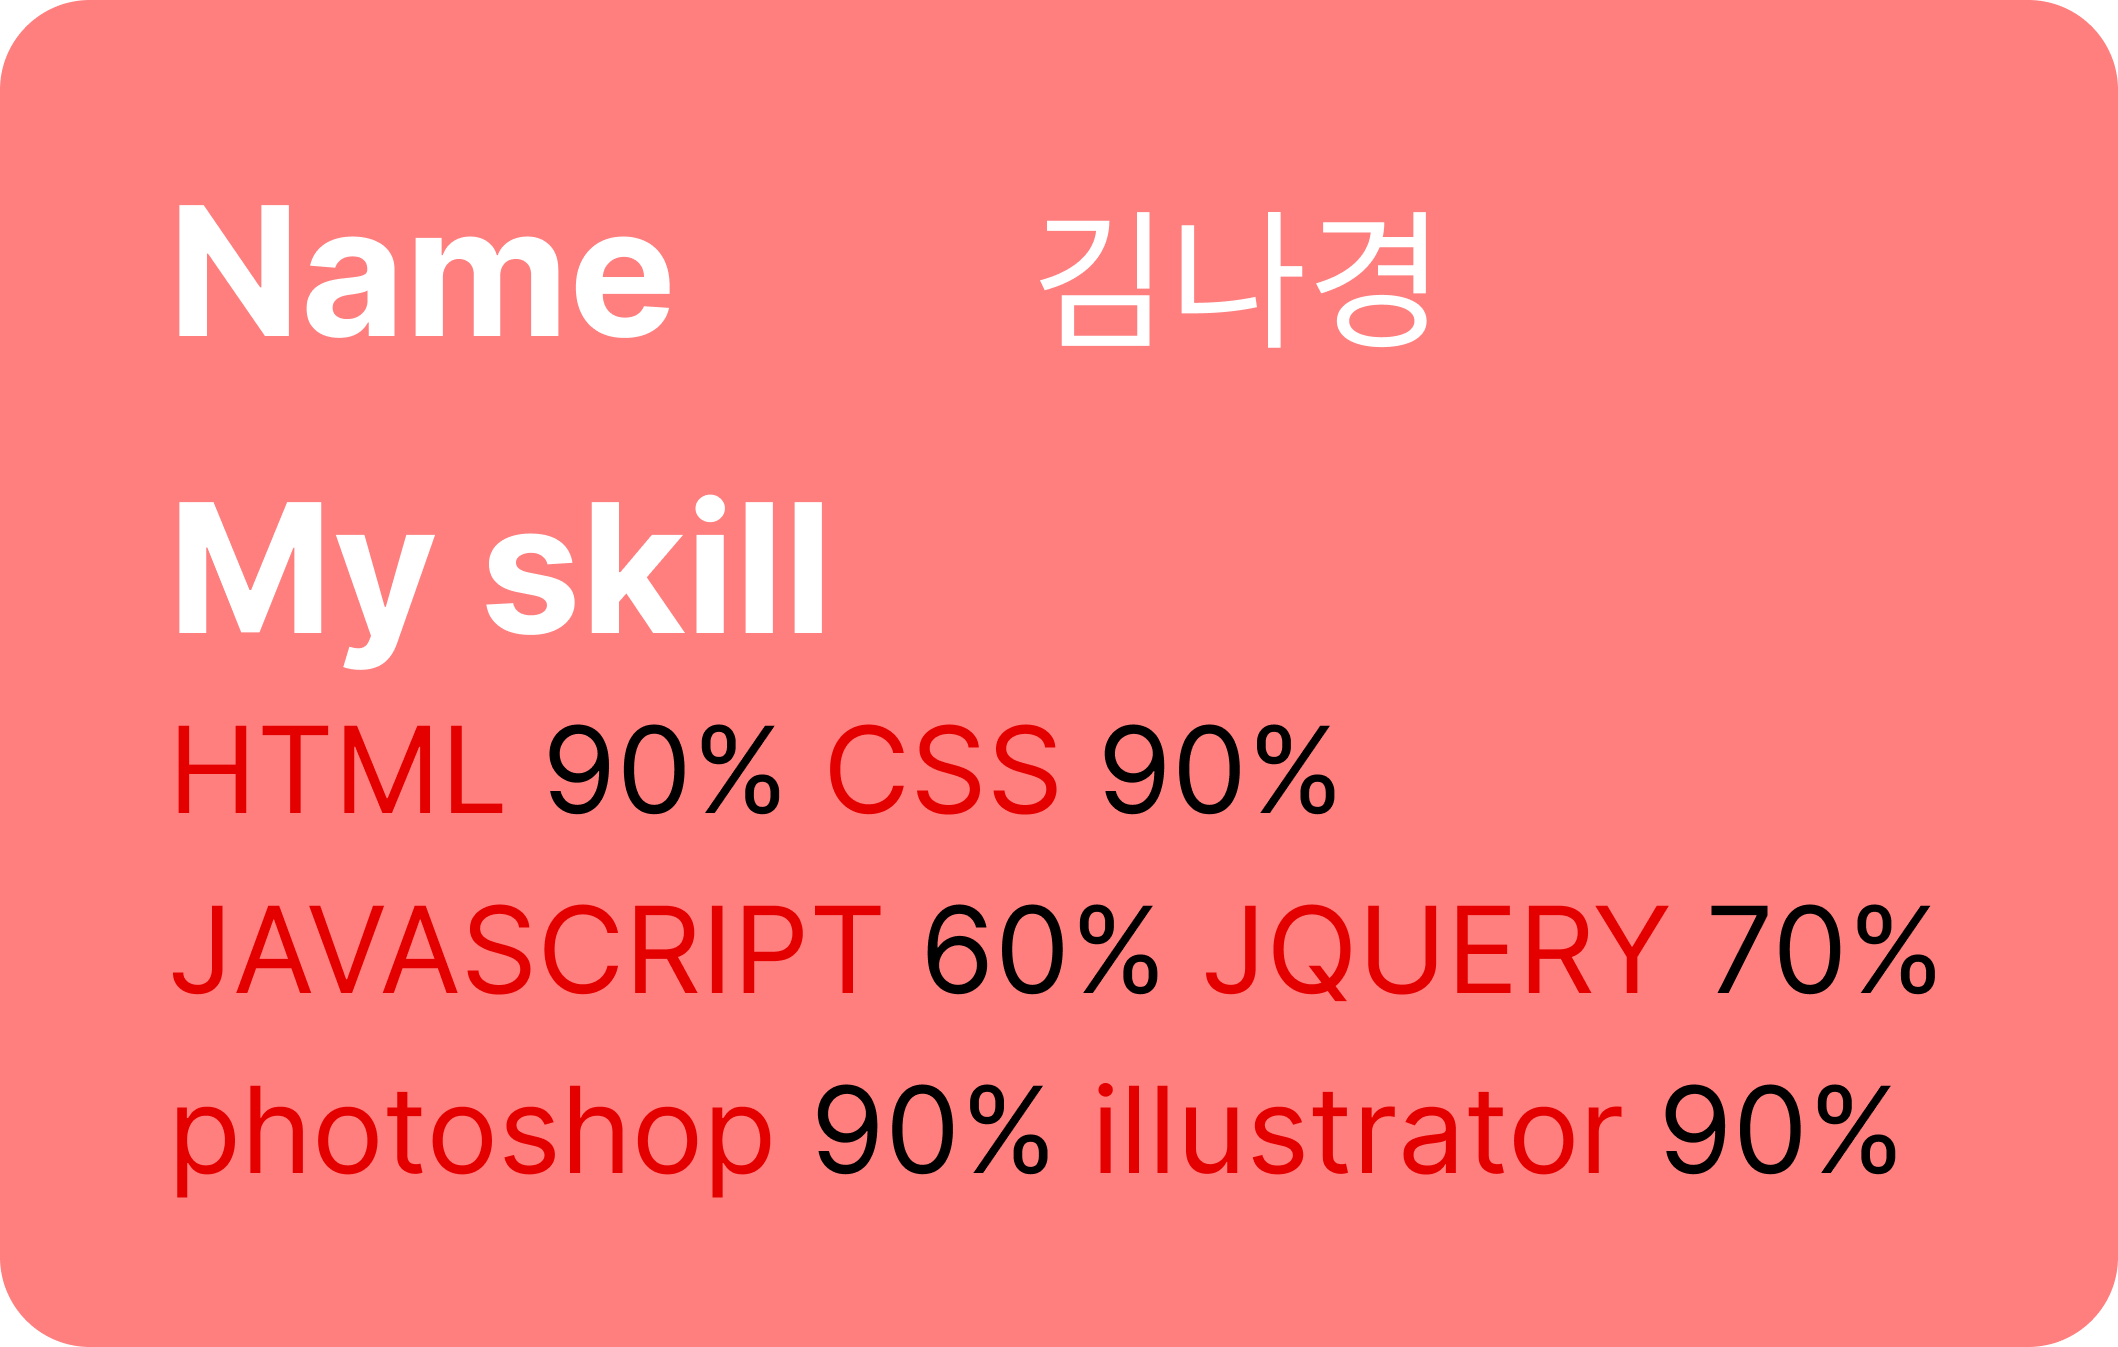 Name 김나경
My skill
HTML 90% CSS 90%
JAVASCRIPT 60% JQUERY 70%
photoshop 90% illustrator 90%